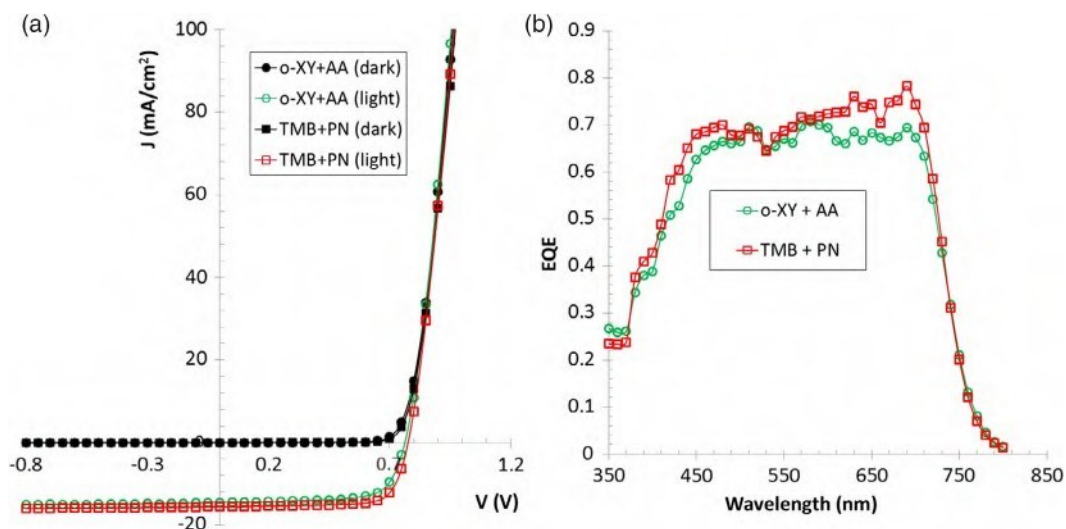 (a)
J (mA/cm²)
100
80
60
40
20
0
-20
-0.8
-0.3
0.2
0.7
1.2
V (V)
o-XY+AA (dark)
o-XY+AA (light)
TMB+PN (dark)
TMB+PN (light)
(b)
EQE
0.9
0.8
0.7
0.6
0.5
0.4
0.3
0.2
0.1
0
350
450
550
650
750
850
Wavelength (nm)
o-XY + AA
TMB + PN